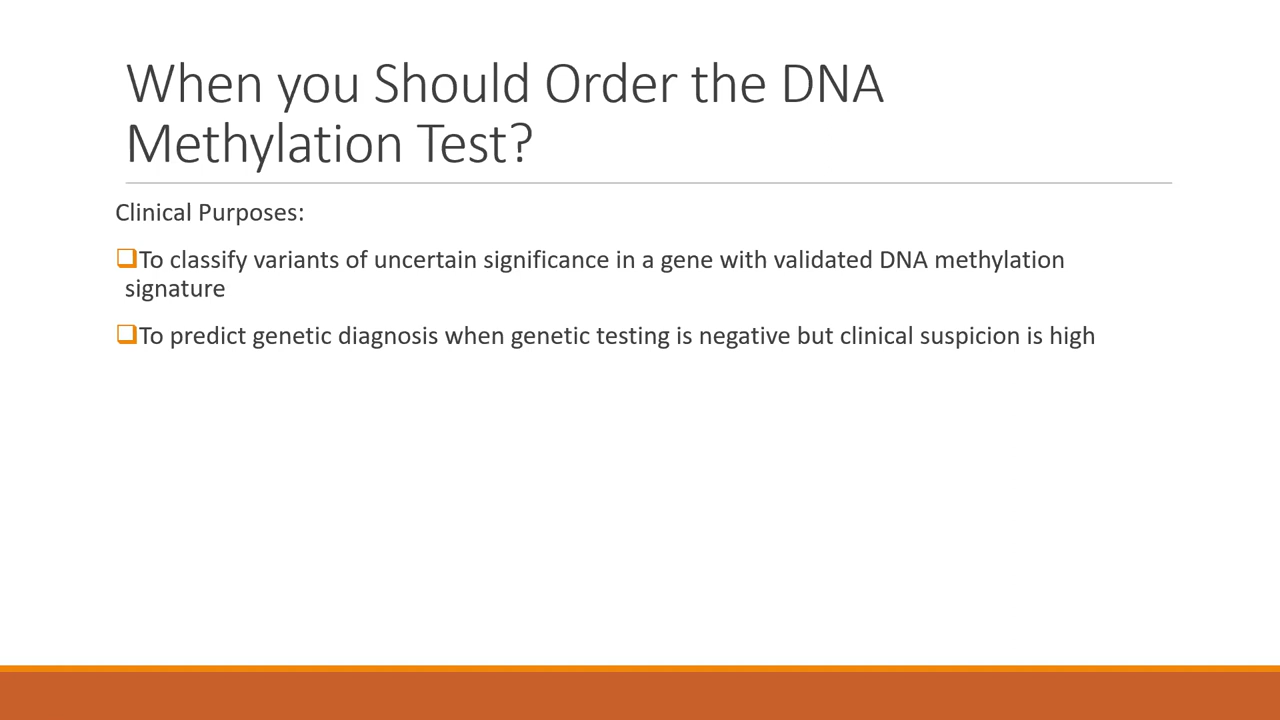 When you Should Order the DNA
Methylation Test?
Clinical Purposes:
❑To classify variants of uncertain significance in a gene with validated DNA methylation
signature
❑To predict genetic diagnosis when genetic testing is negative but clinical suspicion is high